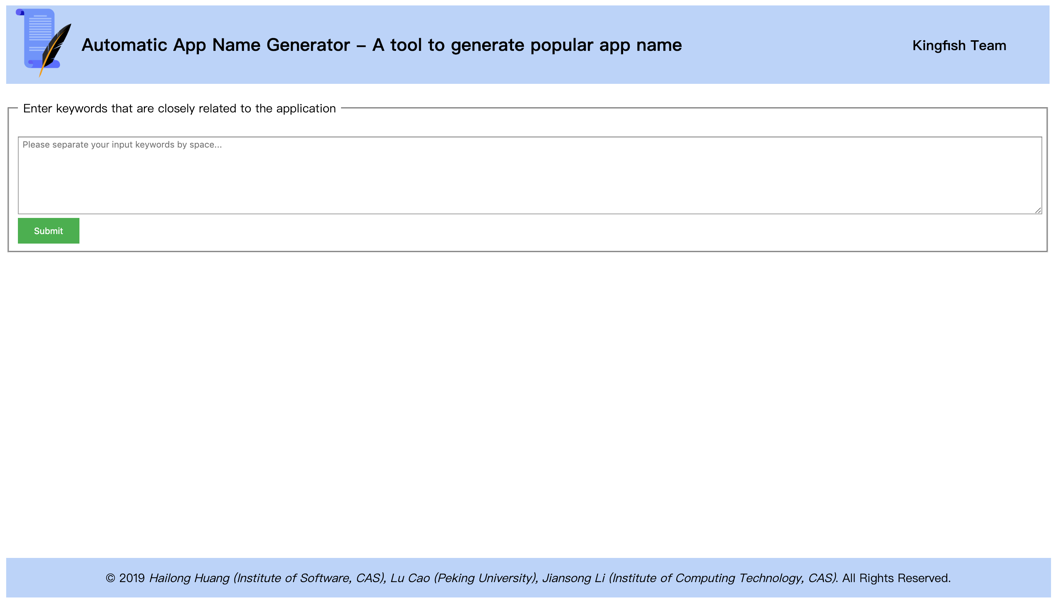 Automatic App Name Generator – A tool to generate popular app name
Kingfish Team
Enter keywords that are closely related to the application
Please separate your input keywords by space...
Submit
© 2019 Hailong Huang (Institute of Software, CAS), Lu Cao (Peking University), Jiansong Li (Institute of Computing Technology, CAS). All Rights Reserved.